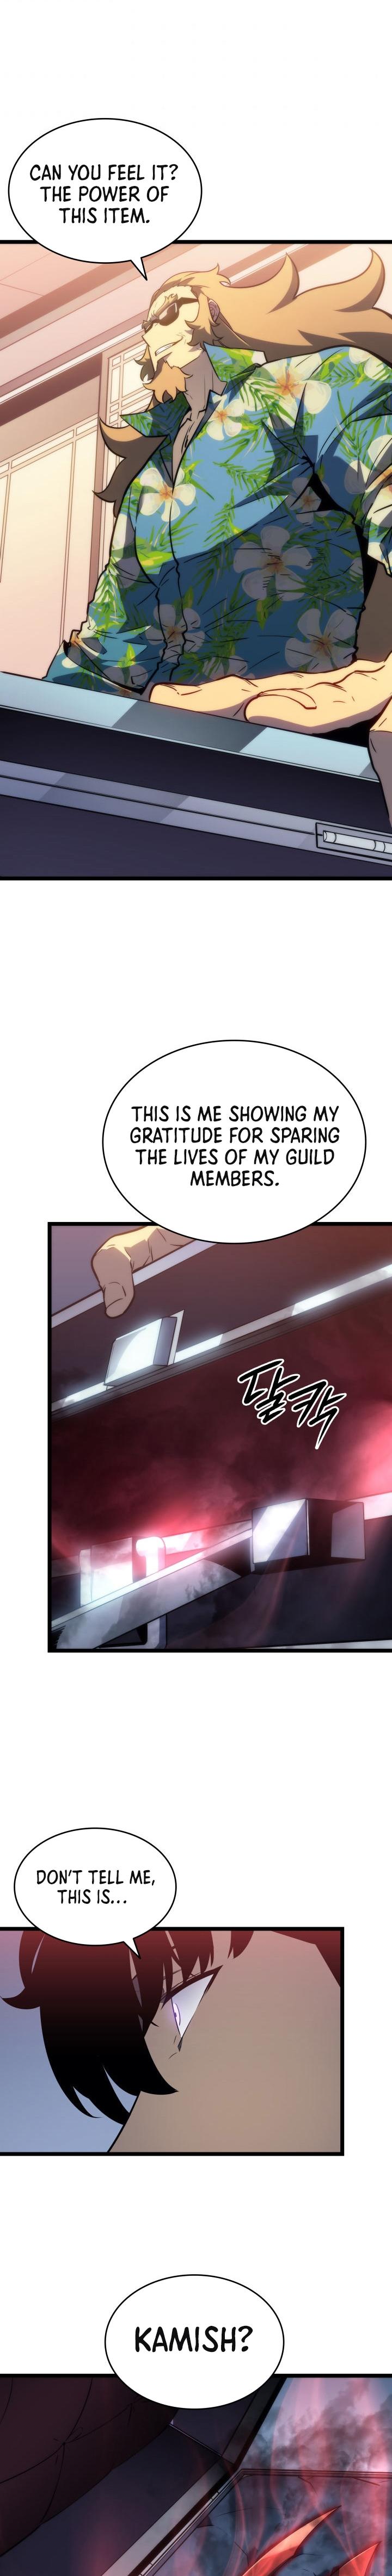 CAN YOU FEEL IT?
THE POWER OF
THIS ITEM.
THIS IS ME SHOWING MY
GRATITUDE FOR SPARING
THE LIVES OF MY GUILD
MEMBERS.
달칵
DON'T TELL ME,
THIS IS...
KAMISH?